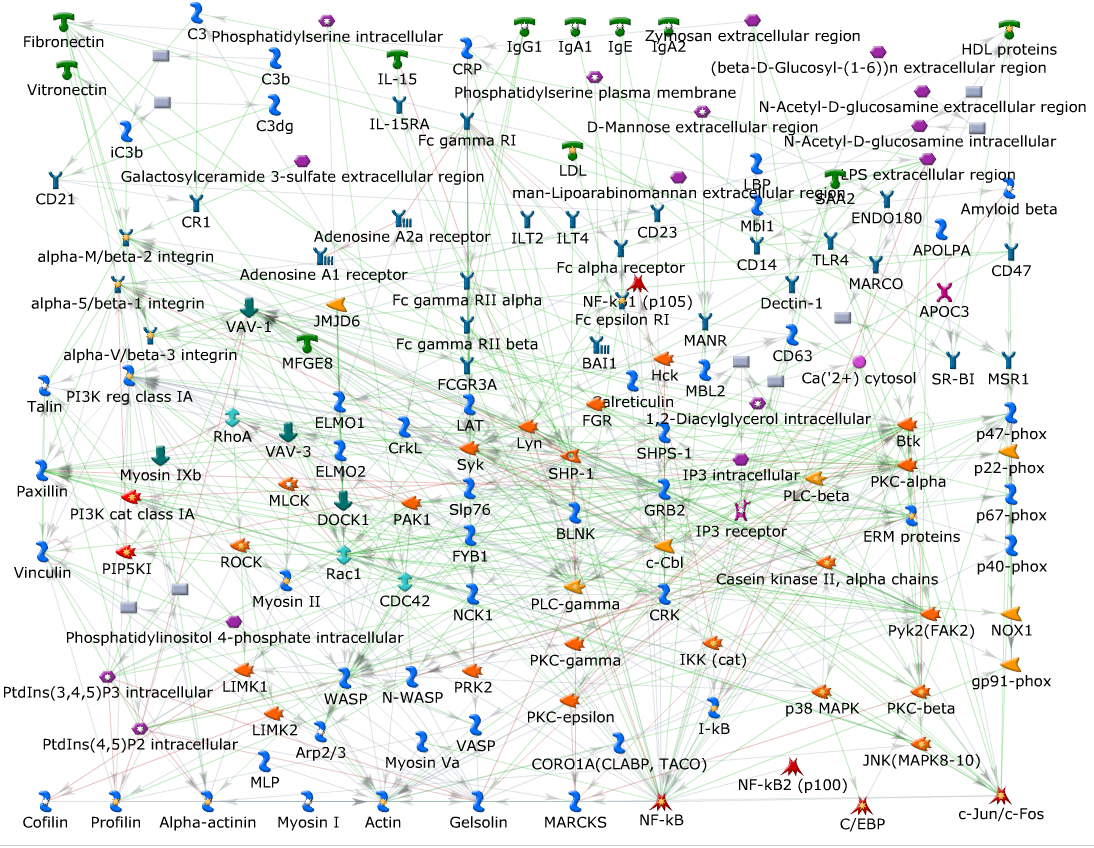 Fibronectin
C3
Phosphatidylserine intracellular
IgG1
IgA1
IgE
IgA2
Zymosan extracellular region
HDL proteins
Vitronectin
C3b
IL-15
CRP
(beta-D-Glucosyl-(1-6))n extracellular region
Phosphatidylserine plasma membrane
N-Acetyl-D-glucosamine extracellular region
C3dg
IL-15RA
Fc gamma RI
D-Mannose extracellular region
N-Acetyl-D-glucosamine intracellular
iC3b
Galactosylceramide 3-sulfate extracellular region
LDL
man-Lipoarabinomannan extracellular region
LBP
LPS extracellular region
SAA2
CD21
CR1
Adenosine A2a receptor
ILT2
ILT4
CD23
Mbl1
ENDO180
Amyloid beta
alpha-M/beta-2 integrin
Adenosine A1 receptor
Fc alpha receptor
CD14
TLR4
APOLPA
MARCO
CD47
alpha-5/beta-1 integrin
VAV-1
JMJD6
Fc gamma RII alpha
NF-kB1 (p105)
Fc epsilon RI
Dectin-1
APOC3
alpha-V/beta-3 integrin
MFGE8
Fc gamma RII beta
BAI1
MANR
CD63
Talin
PI3K reg class IA
FCGR3A
Hck
MBL2
Ca('2+) cytosol
SR-BI
MSR1
Calreticulin
RhoA
VAV-3
ELMO1
CrkL
LAT
Lyn
FGR
1,2-Diacylglycerol intracellular
SHPS-1
Btk
p47-phox
Paxillin
Myosin IXb
ELMO2
Syk
SHP-1
IP3 intracellular
PLC-beta
PKC-alpha
p22-phox
PI3K cat class IA
MLCK
DOCK1
PAK1
Slp76
BLNK
GRB2
IP3 receptor
ERM proteins
p67-phox
Vinculin
PIP5KI
ROCK
Rac1
FYB1
c-Cbl
Casein kinase II, alpha chains
p40-phox
Myosin II
CDC42
NCK1
PLC-gamma
CRK
Pyk2(FAK2)
NOX1
Phosphatidylinositol 4-phosphate intracellular
PKC-gamma
IKK (cat)
gp91-phox
PtdIns(3,4,5)P3 intracellular
LIMK1
WASP
N-WASP
PRK2
PKC-epsilon
I-kB
p38 MAPK
PKC-beta
PtdIns(4,5)P2 intracellular
LIMK2
Arp2/3
Myosin Va
VASP
CORO1A(CLABP, TACO)
JNK(MAPK8-10)
MLP
NF-kB2 (p100)
Cofilin
Profilin
Alpha-actinin
Myosin I
Actin
Gelsolin
MARCKS
NF-kB
C/EBP
c-Jun/c-Fos